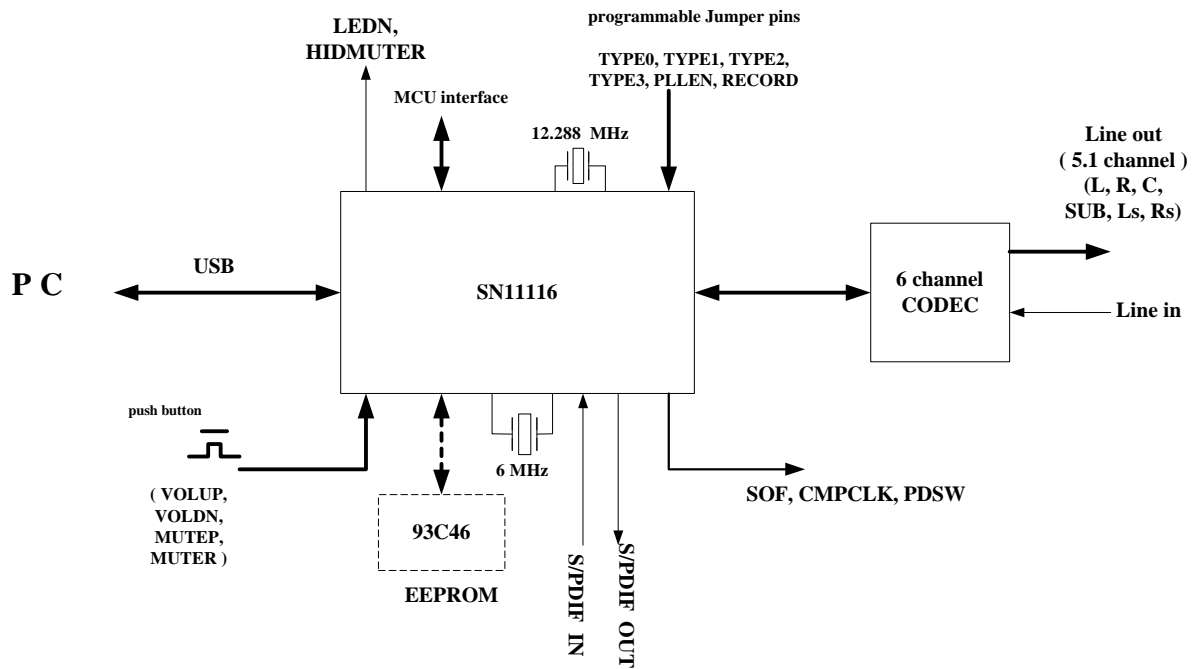 LEDN,
HIDMUTER
programmable Jumper pins
TYPE0, TYPE1, TYPE2,
TYPE3, PLLEN, RECORD
MCU interface
12.288 MHz
Line out
( 5.1 channel )
(L, R, C,
SUB, Ls, Rs)
P C
USB
SN11116
6 channel
CODEC
Line in
push button
( VOLUP,
VOLDN,
MUTEP,
MUTER )
93C46
EEPROM
6 MHz
S/PDIF IN
S/PDIF OUT
SOF, CMPCLK, PDSW